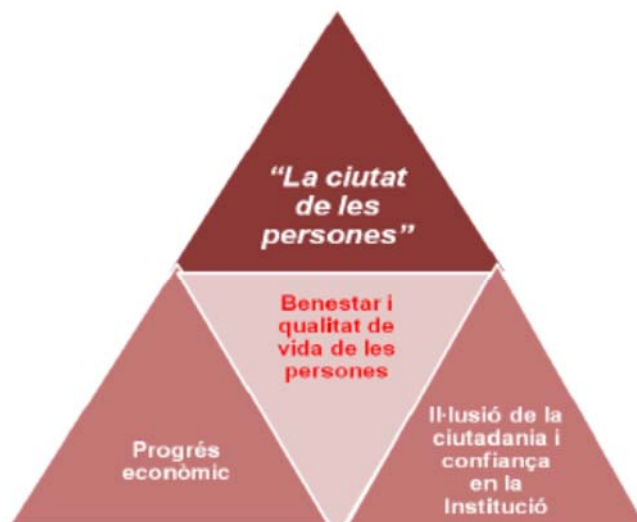 “La ciutat
de les
persones”
Benestar i
qualitat de
vida de les
persones
Progrés
econòmic
Il·lusió de la
ciutadania i
confiança
en la
Institució